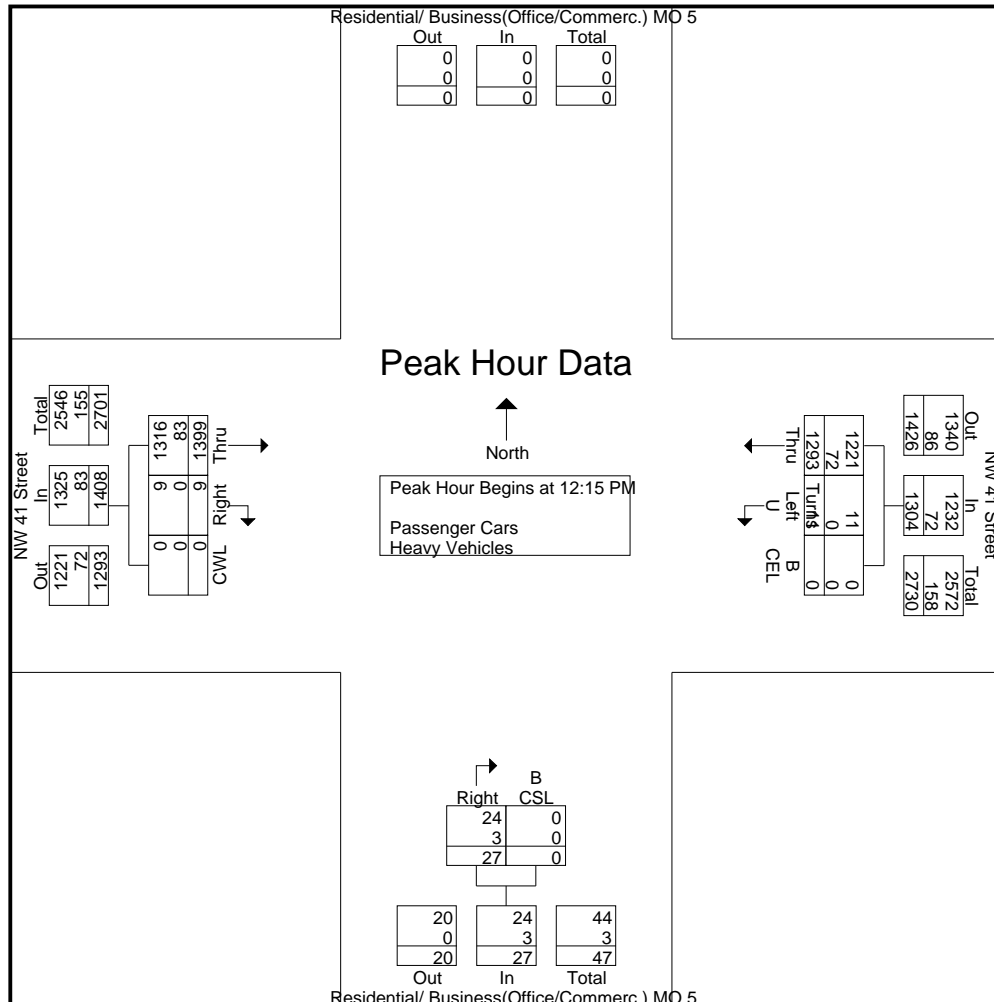 Residential/ Business(Office/Commerc.) MO 5
Out In Total
0 0 0
0 0 0
0 0 0
Peak Hour Data
North
Peak Hour Begins at 12:15 PM
Passenger Cars
Heavy Vehicles
NW 41 Street
Total In Out
2546 1325 1221
155 83 72
2701 1408 1293
1316 9 0
83 0 0
1399 9 0
Thru Right CWL
NW 41 Street
Out In Total
1340 1232 2572
86 72 158
1426 1304 2730
1221 11 0
72 0 0
1293 0
Thru Left B
U Turns CEL
B
Right CSL
24 0
3 0
27 0
20 24 44
0 3 3
20 27 47
Out In Total
Residential/ Business(Office/Commerc.) MO 5